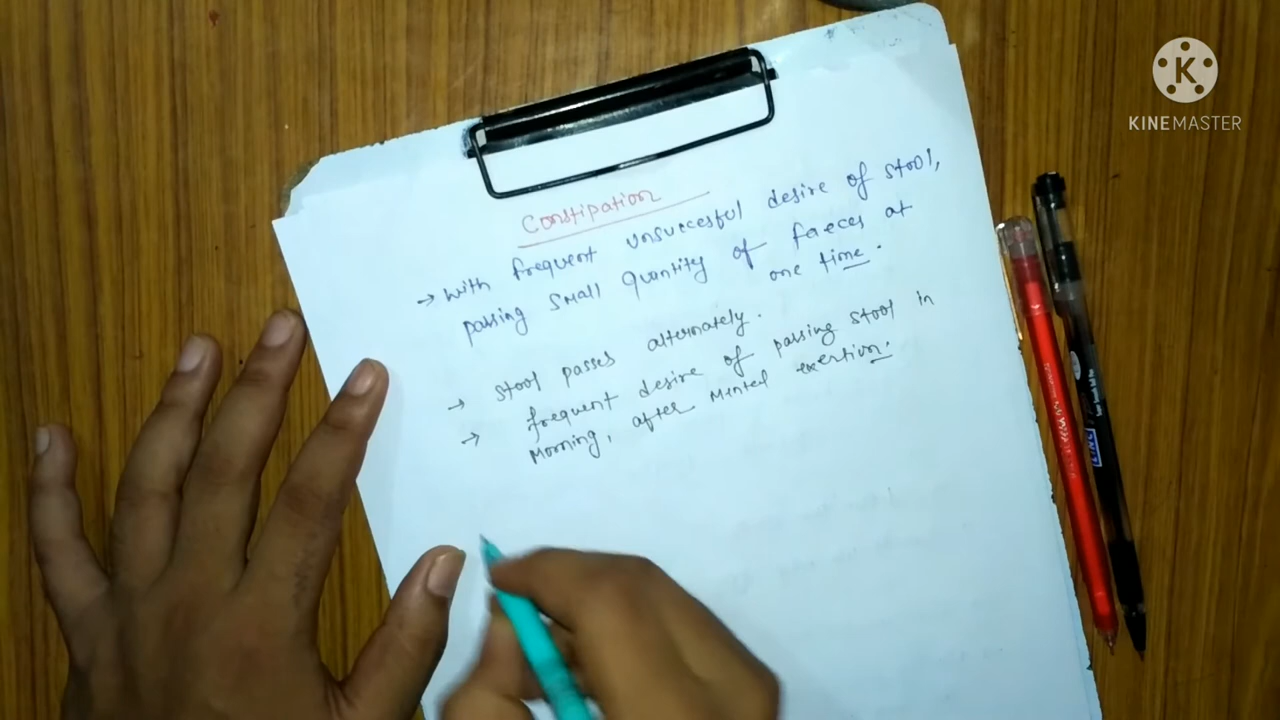 K
KINEMASTER
Constipation
→ With frequent unsuccesful desire of stool,
passing small quantity of faeces at
one time.
→ Stool passes alternately.
→ frequent desire of passing stool in
Morning, after Mental exertion.
LINC